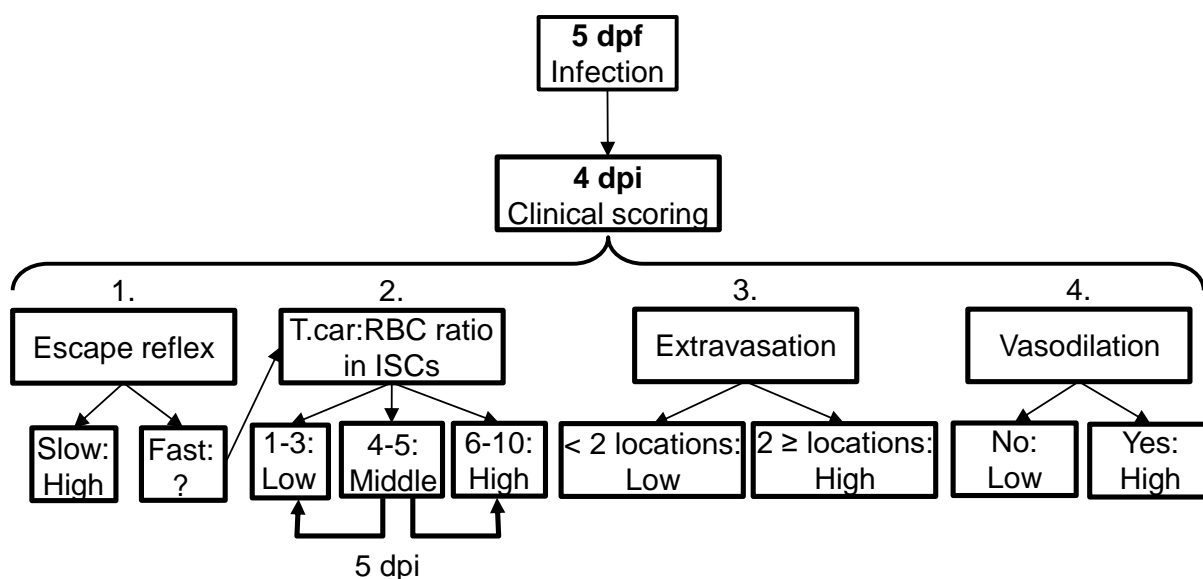 5 dpf
Infection
4 dpi
Clinical scoring
1.
2.
3.
4.
Escape reflex
T.car:RBC ratio
in ISCs
Extravasation
Vasodilation
Slow:
High
Fast:
?
1-3:
Low
4-5:
Middle
6-10:
High
< 2 locations:
Low
2 ≥ locations:
High
No:
Low
Yes:
High
5 dpi